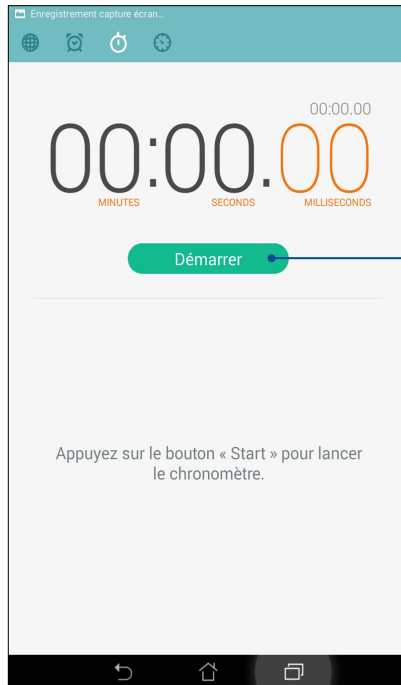 Enregistrement capture écran...
00:00.00
00:00.00
MINUTES SECONDS MILLISECONDS
Démarrer
Appuyez sur le bouton « Start » pour lancer
le chronomètre.